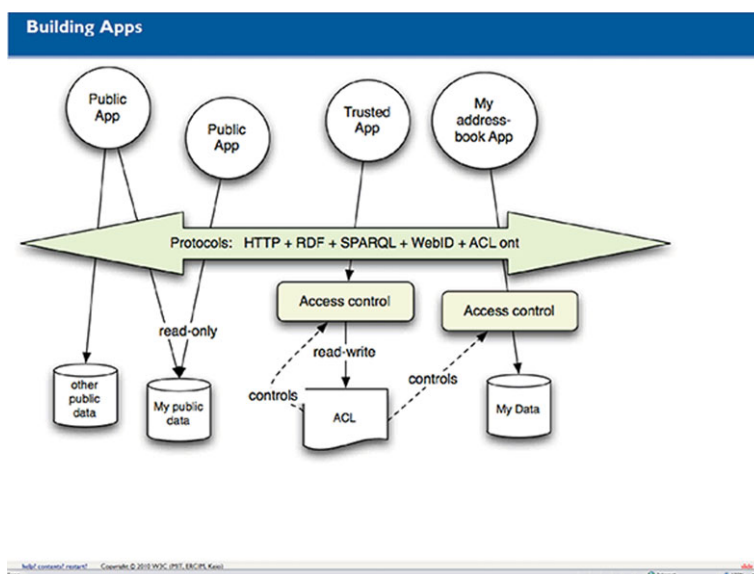 Building Apps
Public
App
Public
App
Trusted
App
My
address-
book App
Protocols: HTTP + RDF + SPARQL + WebID + ACL ont
Access control
Access control
read-only
read-write
controls
controls
other
public
data
My public
data
ACL
My Data
help? contents? restart? Copyright © 2010 W3C (MIT, ERCIM, Keio)